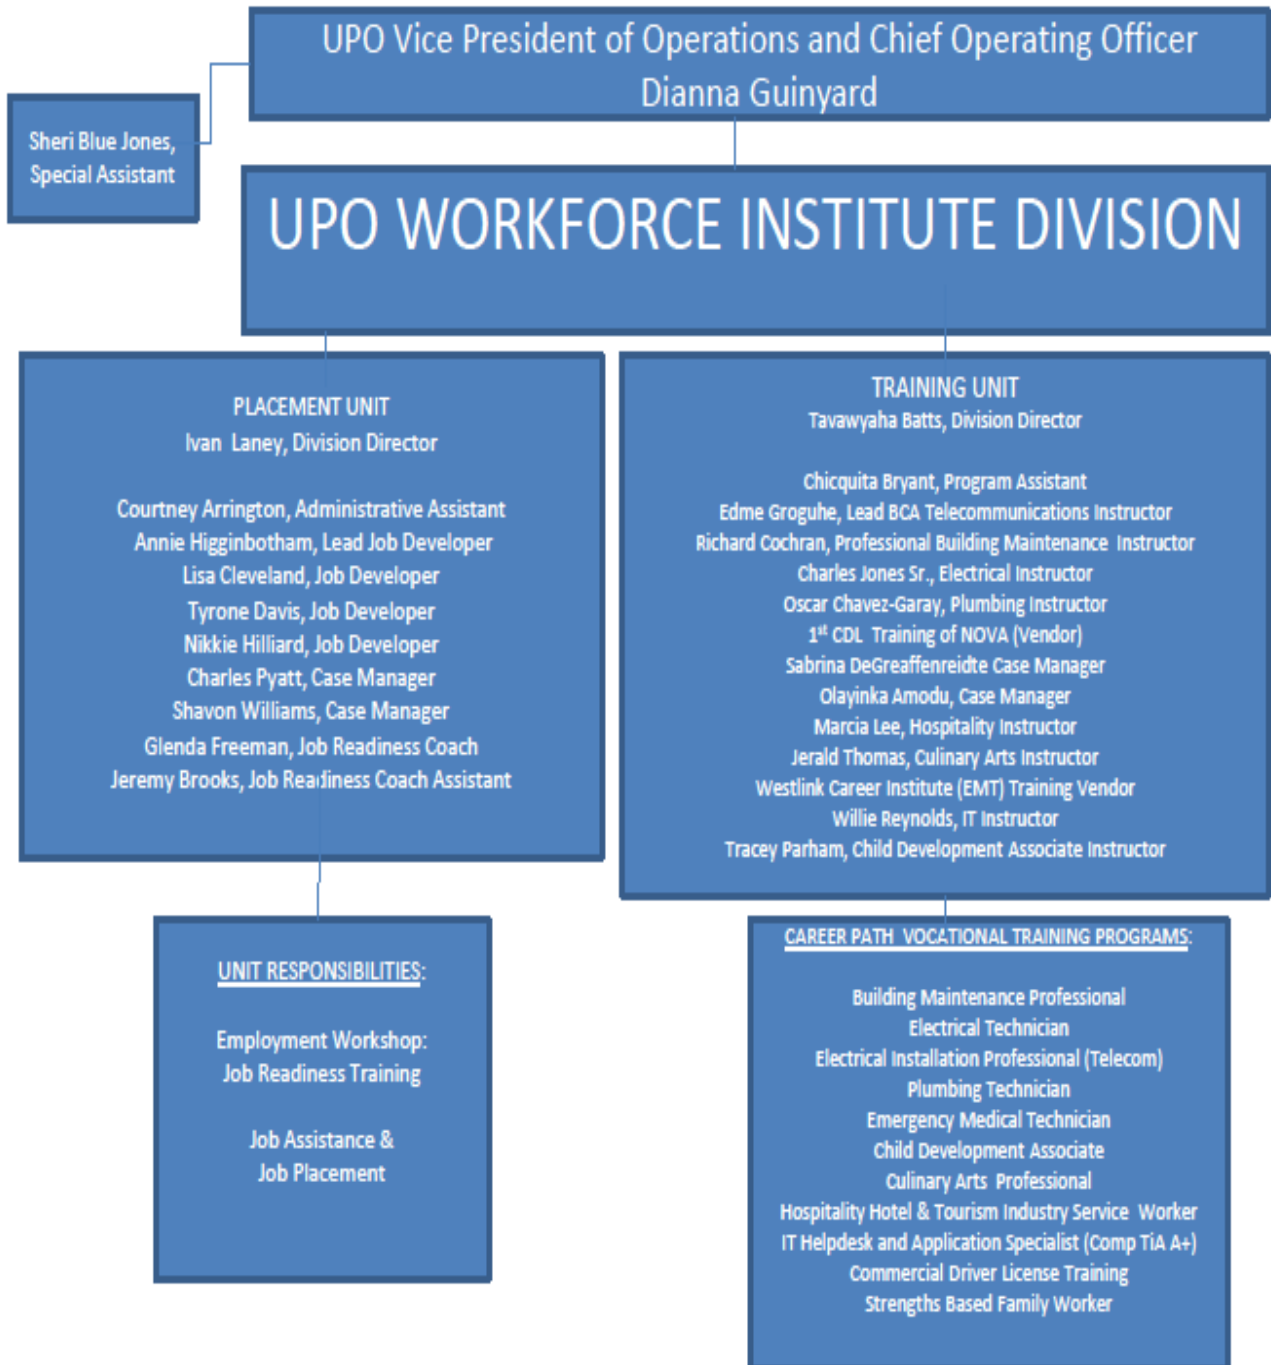 UPO Vice President of Operations and Chief Operating Officer
Dianna Guinyard
Sheri Blue Jones,
Special Assistant
UPO WORKFORCE INSTITUTE DIVISION
PLACEMENT UNIT
Ivan Laney, Division Director
Courtney Arrington, Administrative Assistant
Annie Higginbotham, Lead Job Developer
Lisa Cleveland, Job Developer
Tyrone Davis, Job Developer
Nikkie Hilliard, Job Developer
Charles Pyatt, Case Manager
Shavon Williams, Case Manager
Glenda Freeman, Job Readiness Coach
Jeremy Brooks, Job Readiness Coach Assistant
TRAINING UNIT
Tavawyaha Batts, Division Director
Chicquita Bryant, Program Assistant
Edme Groguhe, Lead BCA Telecommunications Instructor
Richard Cochran, Professional Building Maintenance Instructor
Charles Jones Sr., Electrical Instructor
Oscar Chavez-Garay, Plumbing Instructor
1st CDL Training of NOVA (Vendor)
Sabrina DeGreaffenreidte Case Manager
Olayinka Amodu, Case Manager
Marcia Lee, Hospitality Instructor
Jerald Thomas, Culinary Arts Instructor
Westlink Career Institute (EMT) Training Vendor
Willie Reynolds, IT Instructor
Tracey Parham, Child Development Associate Instructor
UNIT RESPONSIBILITIES:
Employment Workshop:
Job Readiness Training
Job Assistance &
Job Placement
CAREER PATH VOCATIONAL TRAINING PROGRAMS:
Building Maintenance Professional
Electrical Technician
Electrical Installation Professional (Telecom)
Plumbing Technician
Emergency Medical Technician
Child Development Associate
Culinary Arts Professional
Hospitality Hotel & Tourism Industry Service Worker
IT Helpdesk and Application Specialist (Comp TiA A+)
Commercial Driver License Training
Strengths Based Family Worker